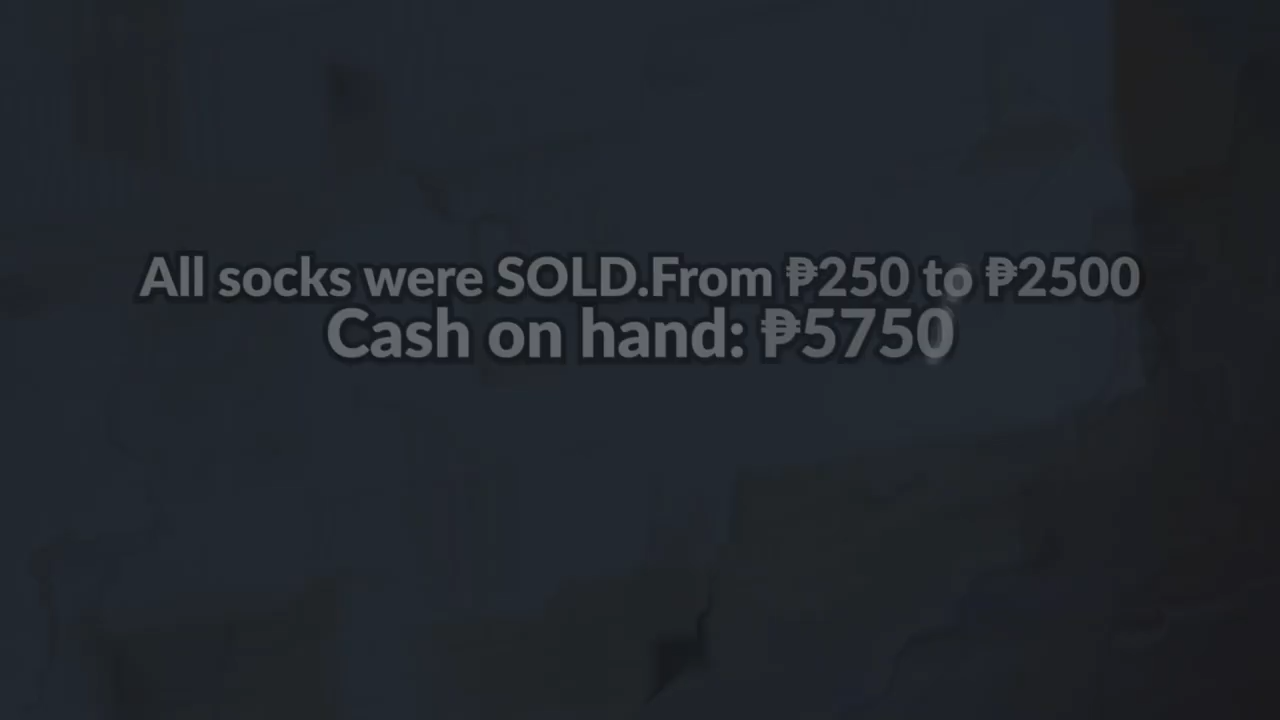 All socks were SOLD.From ₱250 to ₱2500
Cash on hand: ₱5750